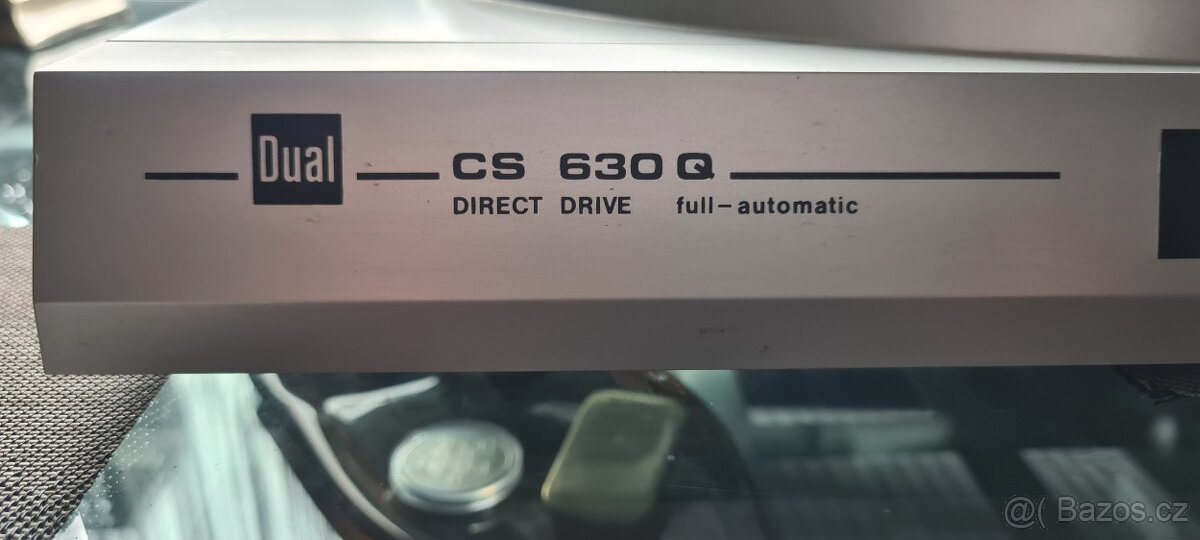 Dual
CS 630 Q
DIRECT DRIVE full-automatic
@( Bazos.cz